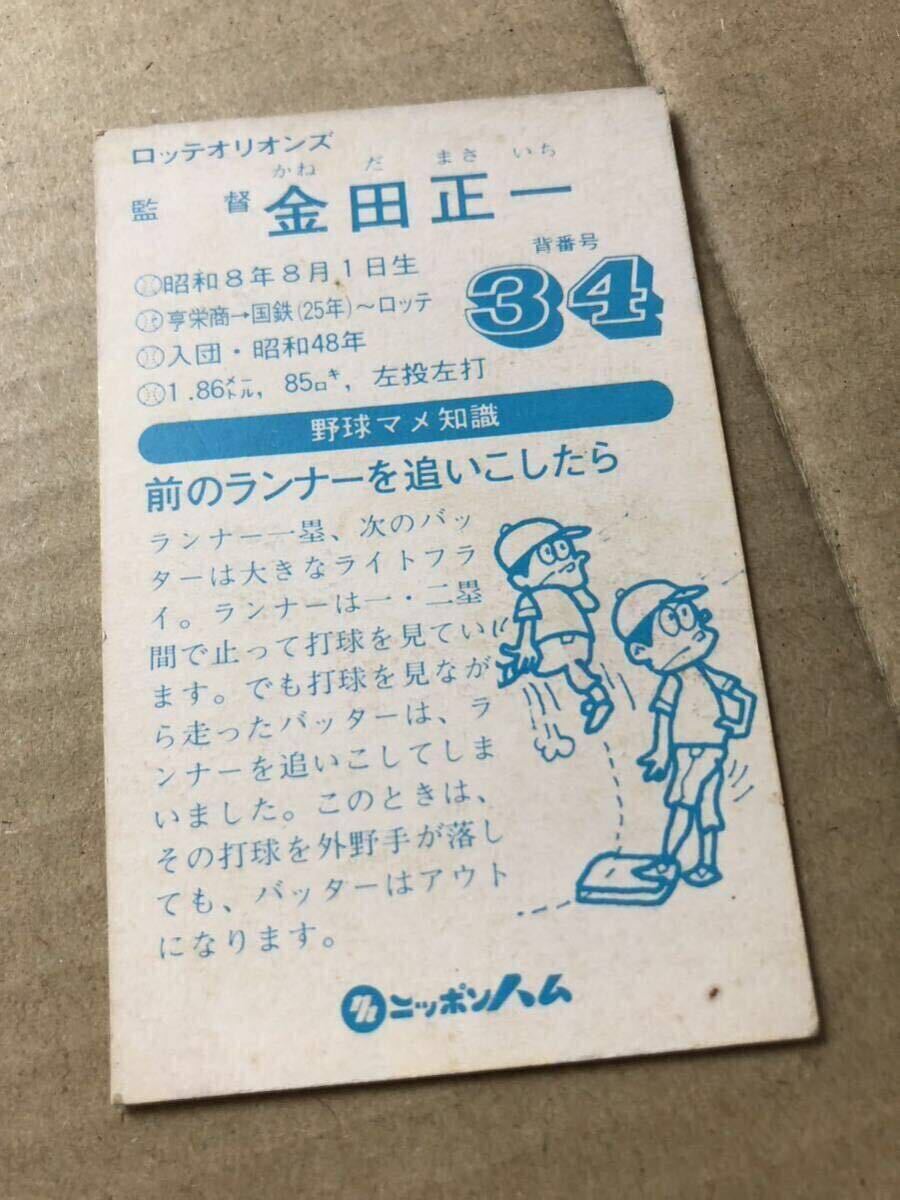 ロッテオリオンズ
かね だ まさ いち
監督 金田正一
背番号
34
昭和8年8月1日生
享栄商→国鉄(25年)〜ロッテ
入団・昭和48年
1.86メートル, 85キロ, 左投左打
野球マメ知識
前のランナーを追いこしたら
ランナー一塁、次のバッ
ターは大きなライトフラ
イ。ランナーは一・二塁
間で止って打球を見てい
ます。でも打球を見なが
ら走ったバッターは、ラ
ンナーを追いこしてしま
いました。このときは、
その打球を外野手が落し
ても、バッターはアウト
になります。
ニッポンハム